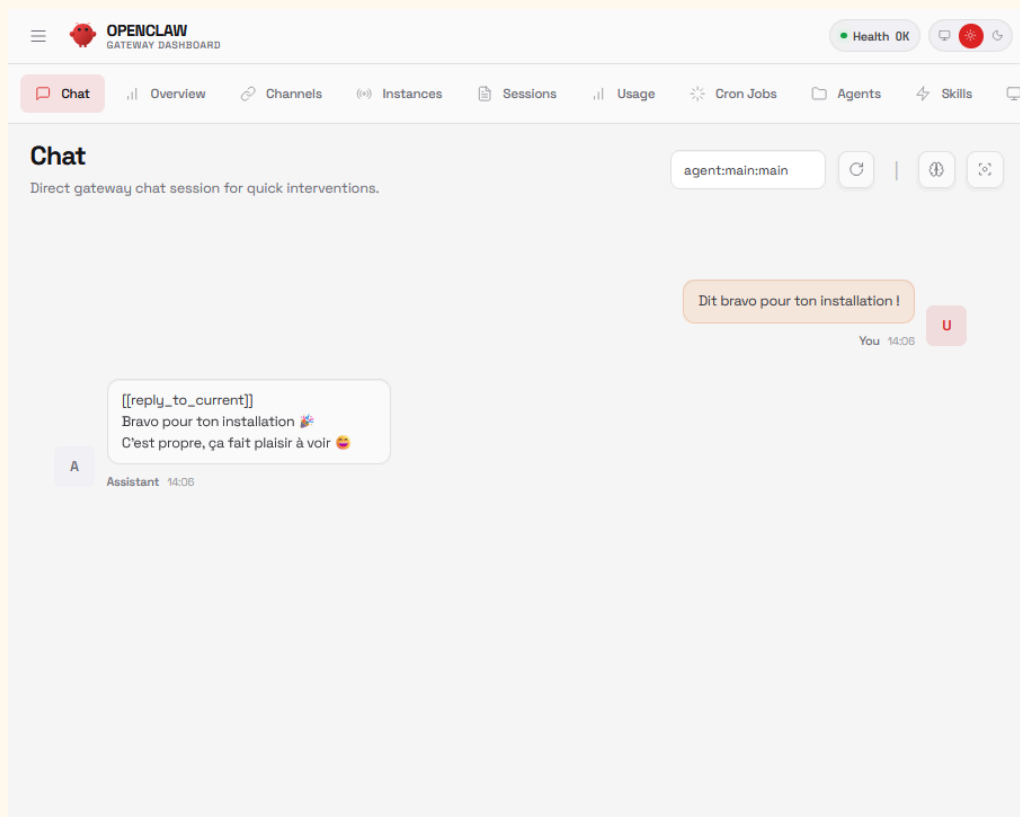 OPENCLAW
GATEWAY DASHBOARD
Health OK
Chat
Overview
Channels
Instances
Sessions
Usage
Cron Jobs
Agents
Skills
Chat
Direct gateway chat session for quick interventions.
agent:main:main
Dit bravo pour ton installation !
U
You 14:06
[[reply_to_current]]
Bravo pour ton installation 🎉
C'est propre, ça fait plaisir à voir 😄
A
Assistant 14:06